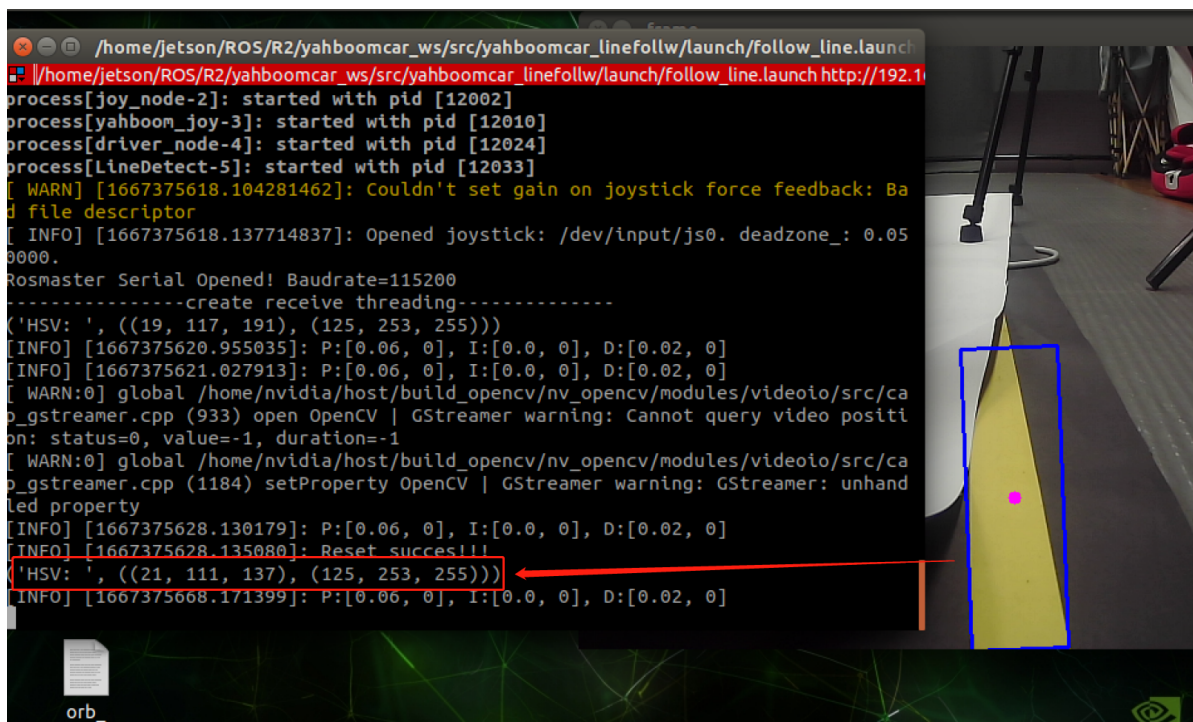 /home/jetson/ROS/R2/yahboomcar_ws/src/yahboomcar_linefollw/launch/follow_line.launch
/home/jetson/ROS/R2/yahboomcar_ws/src/yahboomcar_linefollw/launch/follow_line.launch http://192.1
process[joy_node-2]: started with pid [12002]
process[yahboom_joy-3]: started with pid [12010]
process[driver_node-4]: started with pid [12024]
process[LineDetect-5]: started with pid [12033]
[ WARN] [1667375618.104281462]: Couldn't set gain on joystick force feedback: Ba
d file descriptor
[ INFO] [1667375618.137714837]: Opened joystick: /dev/input/js0. deadzone_: 0.05
0000.
Rosmaster Serial Opened! Baudrate=115200
----------------create receive threading--------------
('HSV: ', ((19, 117, 191), (125, 253, 255)))
[INFO] [1667375620.955035]: P:[0.06, 0], I:[0.0, 0], D:[0.02, 0]
[INFO] [1667375621.027913]: P:[0.06, 0], I:[0.0, 0], D:[0.02, 0]
[ WARN:0] global /home/nvidia/host/build_opencv/nv_opencv/modules/videoio/src/ca
p_gstreamer.cpp (933) open OpenCV | GStreamer warning: Cannot query video positi
on: status=0, value=-1, duration=-1
[ WARN:0] global /home/nvidia/host/build_opencv/nv_opencv/modules/videoio/src/ca
p_gstreamer.cpp (1184) setProperty OpenCV | GStreamer warning: GStreamer: unhand
led property
[INFO] [1667375628.130179]: P:[0.06, 0], I:[0.0, 0], D:[0.02, 0]
[INFO] [1667375628.135080]: Reset succes!!!
('HSV: ', ((21, 111, 137), (125, 253, 255)))
[INFO] [1667375668.171399]: P:[0.06, 0], I:[0.0, 0], D:[0.02, 0]
orb_